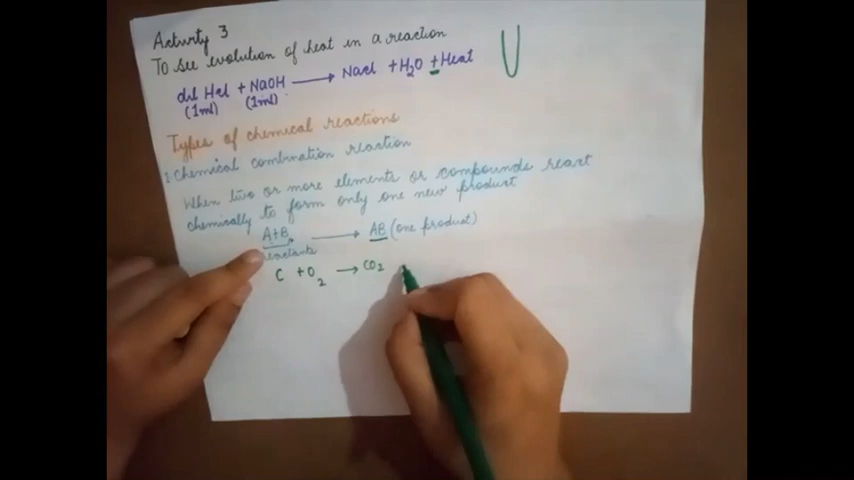 Activity 3
To see evolution of heat in a reaction
dil Hcl + NaOH → Nacl + H2O + Heat
(1ml) (1ml)
Types of chemical reactions
1 chemical combination reaction
When two or more elements or compounds react
chemically to form only one new product
A+B → AB (one product)
reactants
C + O2 → CO2